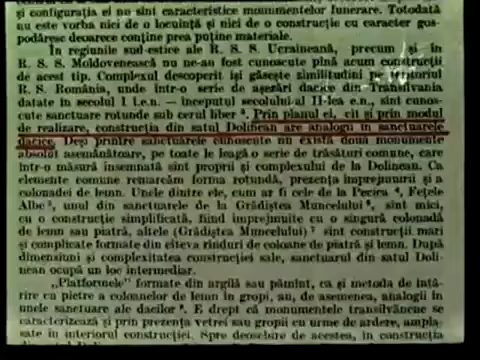 și configurația ei nu sînt caracteristice monumentelor funerare. Totodată
nu este vorba nici de o locuință și nici de o construcție cu caracter gos-
podăresc deoarece conține prea puține materiale.
În regiunile sud-estice ale R. S. S. Ucraineană, precum și în
R. S. S. Moldovenească nu ne-au fost cunoscute pînă acum construcții
de acest tip. Complexul descoperit își găsește similitudini pe teritoriul
R. S. România, unde într-o serie de așezări dacice din Transilvania
datate în secolul I î.e.n. — începutul secolului al II-lea e.n., sînt cunos-
cute sanctuare rotunde sub cerul liber ³. Prin planul ei, cît și prin modul
de realizare, construcția din satul Dolinean are analogii în sanctuarele
dacice. Deși printre sanctuarele cunoscute nu există două monumente
absolut asemănătoare, pe toate le leagă o serie de trăsături comune, care
într-o măsură însemnată sînt proprii și complexului de la Dolinean. Ca
elemente comune remarcăm forma rotundă, prezența împrejmuirii și a
colonadei de lemn. Unele dintre ele, cum ar fi cele de la Pecica ⁴, Fețele
Albe ⁵, unul din sanctuarele de la Grădiștea Muncelului ⁶, sînt mici,
cu o construcție simplificată, fiind împrejmuite cu o singură colonadă
de lemn sau piatră, altele (Grădiștea Muncelului) ⁷ sînt construcții mari
și complicate formate din cîteva rînduri de coloane de piatră și lemn. După
dimensiuni și complexitatea construcției sale, sanctuarul din satul Doli-
nean ocupă un loc intermediar.
„Platformele" formate din argilă sau pămînt, ca și metoda de întă-
rire cu pietre a coloanelor de lemn în gropi, au, de asemenea, analogii în
unele sanctuare ale dacilor ⁸. E drept că monumentele transilvănene se
caracterizează și prin prezența vetrei sau gropii cu urme de ardere, ampla-
sate în interiorul construcției. Spre deosebire de acestea, în construcția